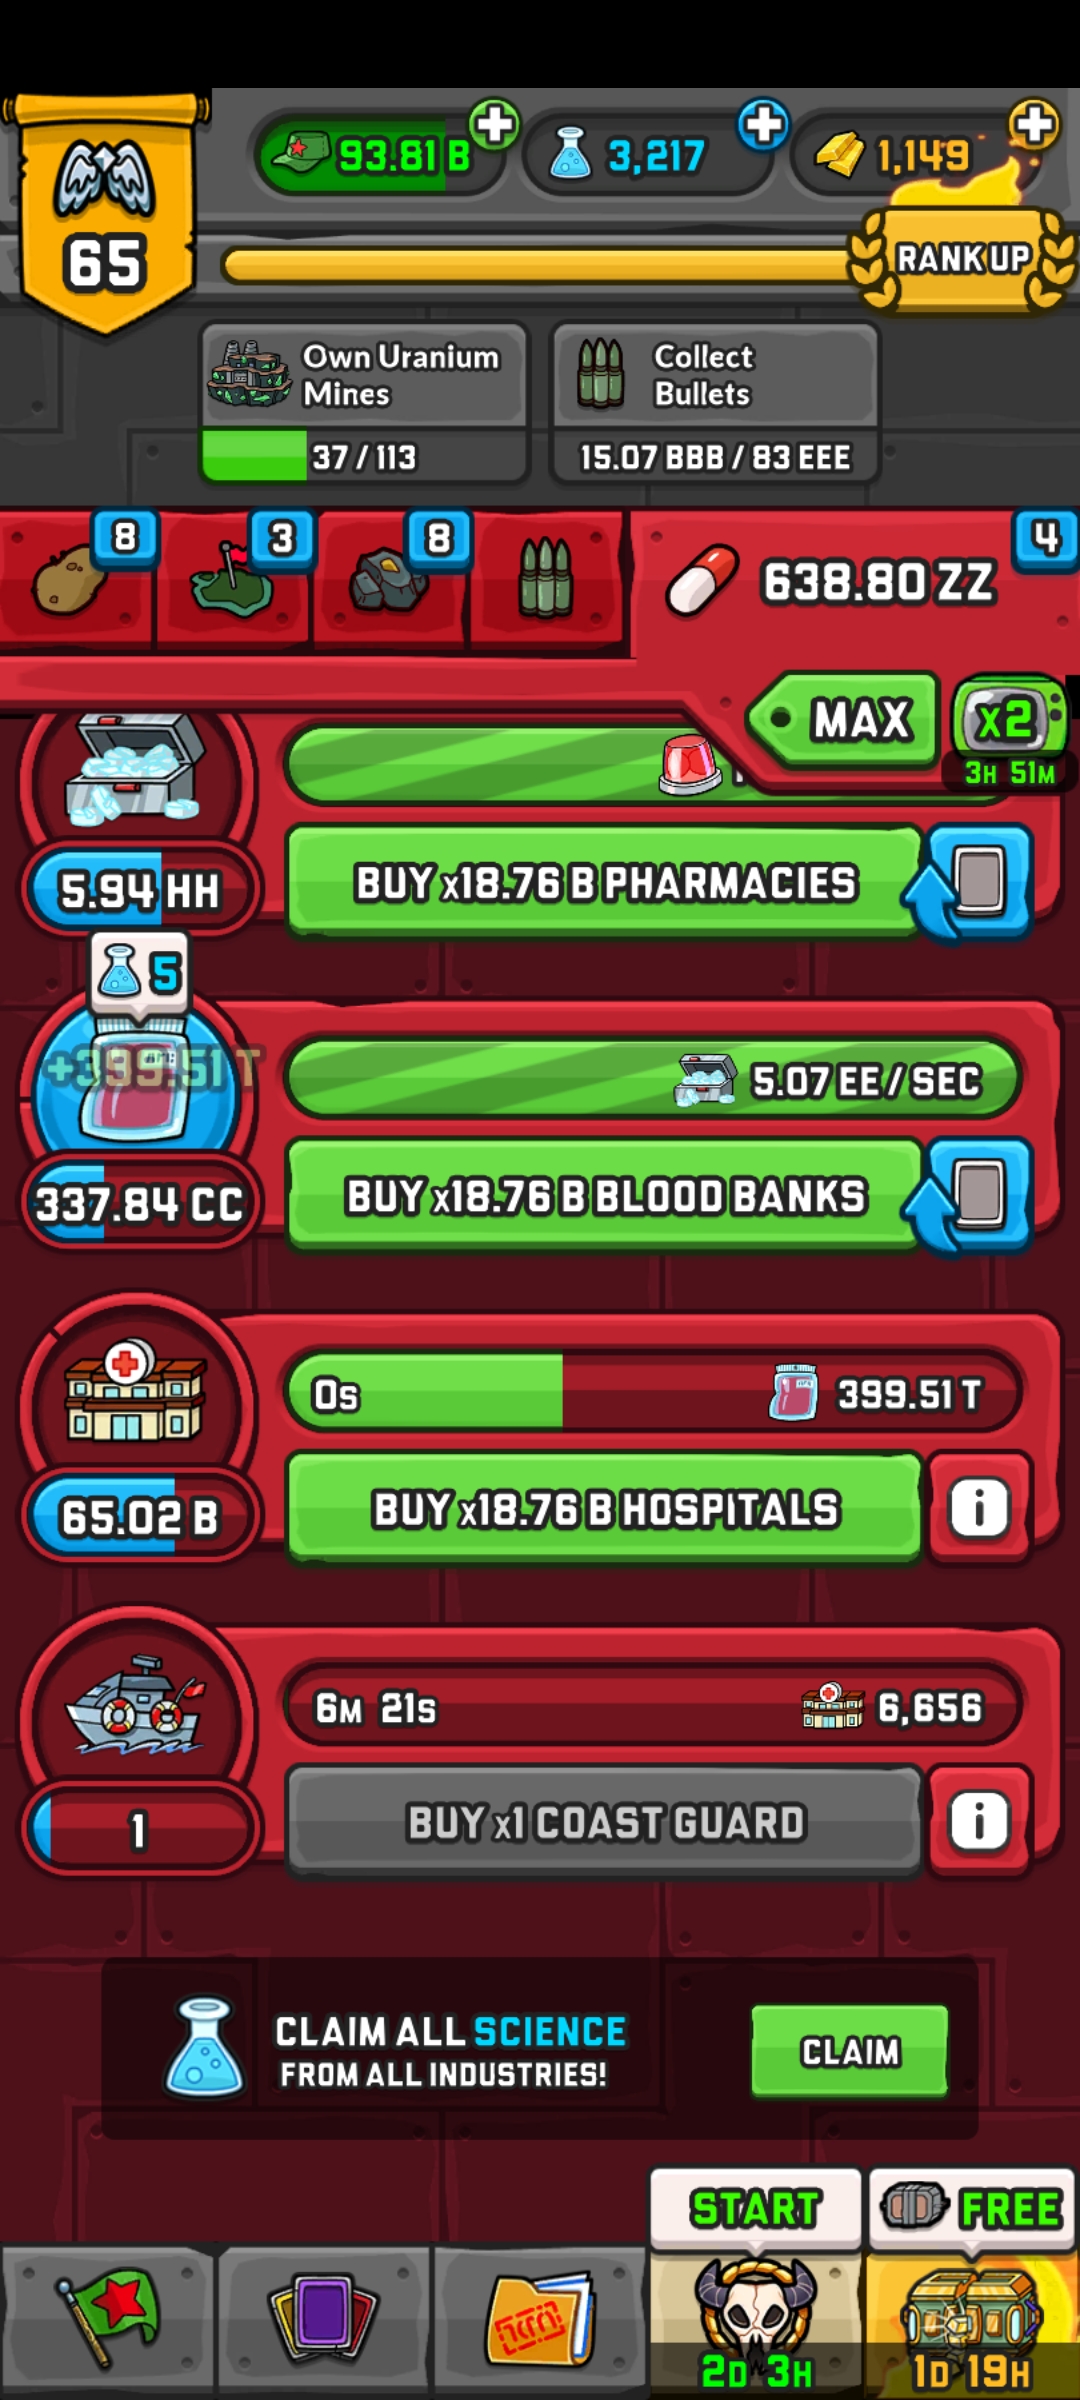 93.81 B
3,217
1,149
65
RANK UP
Own Uranium
Mines
37 / 113
Collect
Bullets
15.07 BBB / 83 EEE
8
3
8
4
638.80 ZZ
MAX
x2
3H 51M
5.94 HH
BUY x18.76 B PHARMACIES
5
+399.51 T
5.07 EE / SEC
337.84 CC
BUY x18.76 B BLOOD BANKS
0s
399.51 T
65.02 B
BUY x18.76 B HOSPITALS
i
6M 21s
6,656
1
BUY x1 COAST GUARD
i
CLAIM ALL SCIENCE
FROM ALL INDUSTRIES!
CLAIM
START
FREE
2D 3H
1D 19H